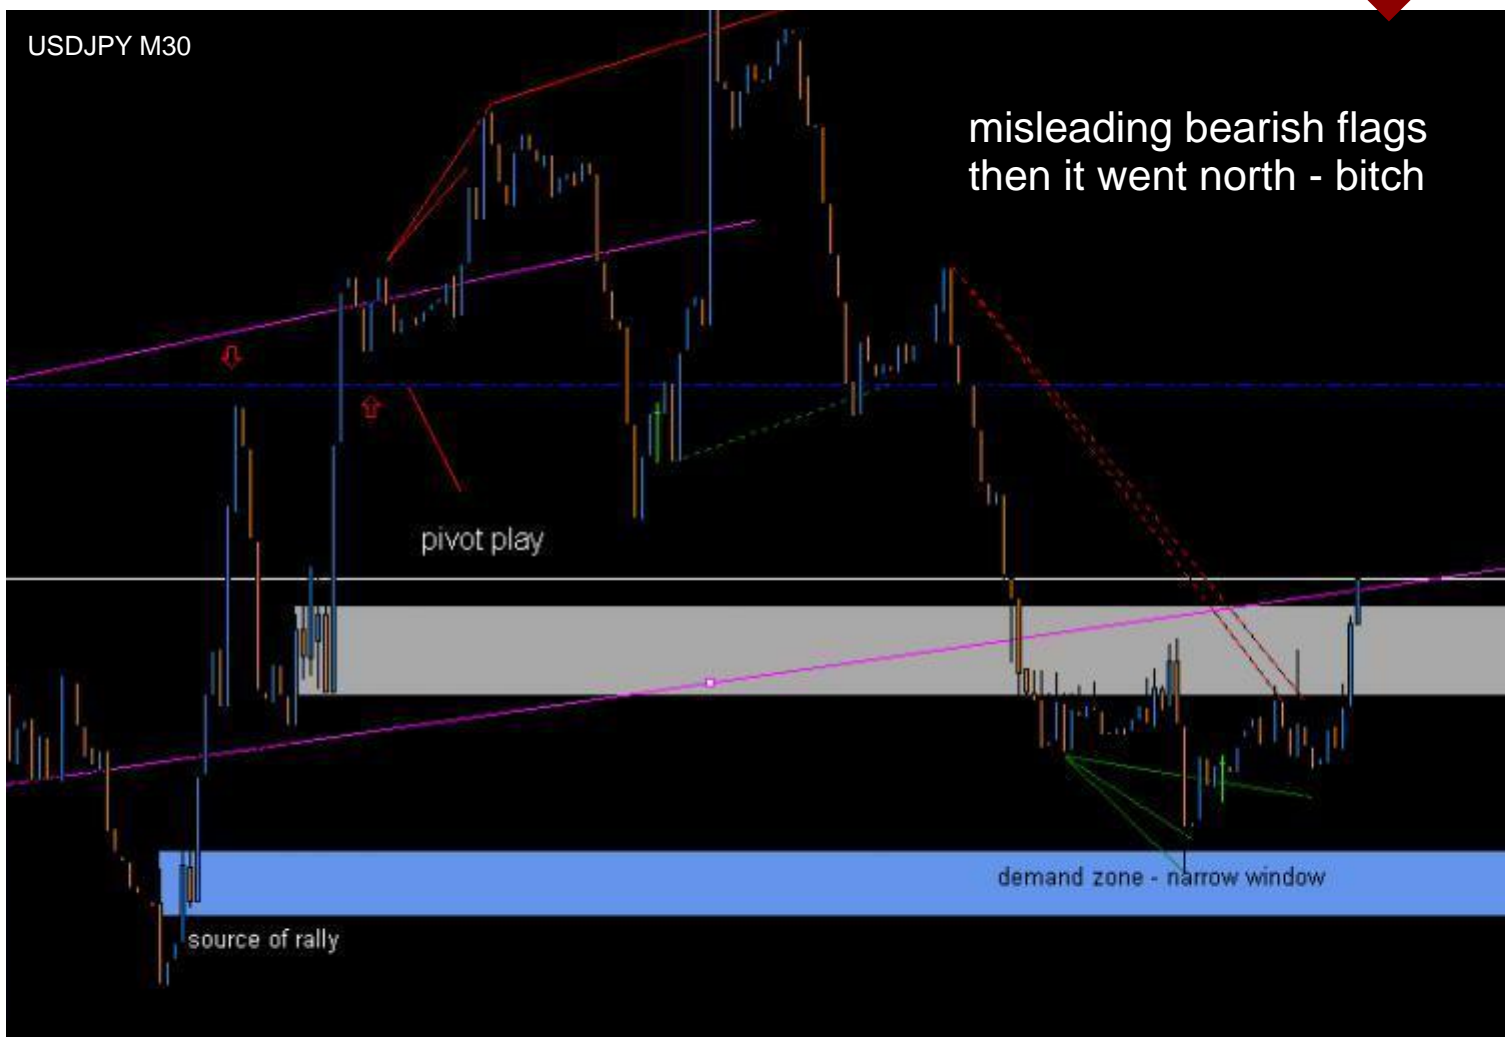 USDJPY M30
misleading bearish flags
then it went north - bitch
pivot play
demand zone - narrow window
source of rally